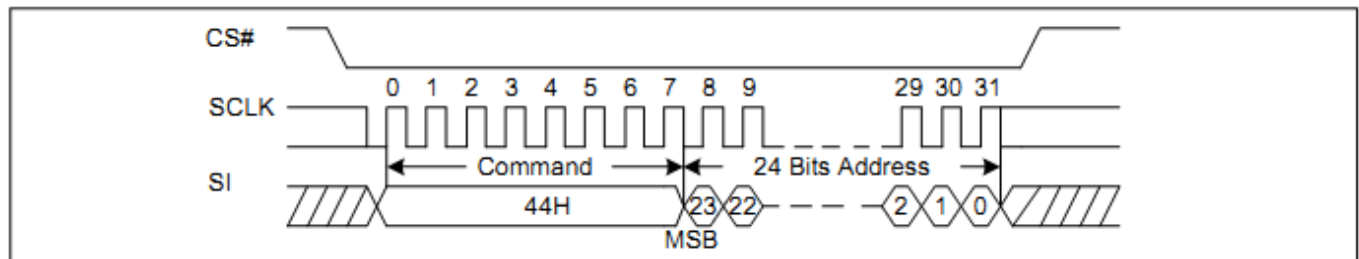 CS#
0 1 2 3 4 5 6 7 8 9 29 30 31
SCLK
Command 24 Bits Address
SI
44H 23 22 2 1 0
MSB